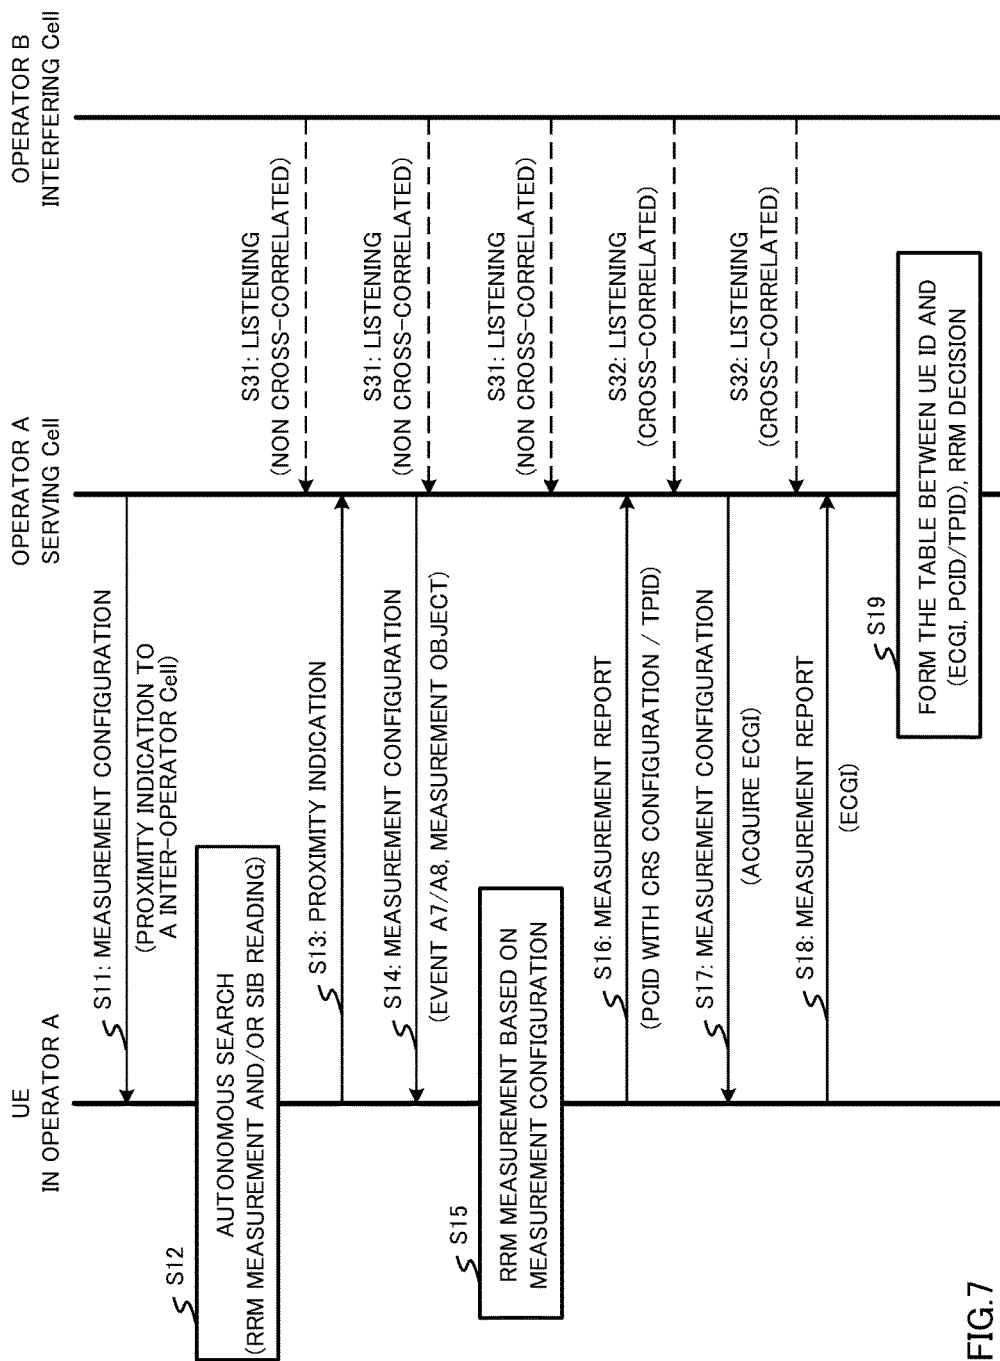 UE
IN OPERATOR A
OPERATOR A
SERVING Cell
OPERATOR B
INTERFERING Cell
S11: MEASUREMENT CONFIGURATION
(PROXIMITY INDICATION TO
A INTER-OPERATOR Cell)
S12
AUTONOMOUS SEARCH
(RRM MEASUREMENT AND/OR SIB READING)
S31: LISTENING
(NON CROSS-CORRELATED)
S13: PROXIMITY INDICATION
S14: MEASUREMENT CONFIGURATION
(EVENT A7/A8, MEASUREMENT OBJECT)
S31: LISTENING
(NON CROSS-CORRELATED)
S15
RRM MEASUREMENT BASED ON
MEASUREMENT CONFIGURATION
S31: LISTENING
(NON CROSS-CORRELATED)
S16: MEASUREMENT REPORT
(PCID WITH CRS CONFIGURATION / TPID)
S32: LISTENING
(CROSS-CORRELATED)
S17: MEASUREMENT CONFIGURATION
(ACQUIRE ECGI)
S32: LISTENING
(CROSS-CORRELATED)
S18: MEASUREMENT REPORT
(ECGI)
S19
FORM THE TABLE BETWEEN UE ID AND
(ECGI, PCID/TPID), RRM DECISION
FIG.7